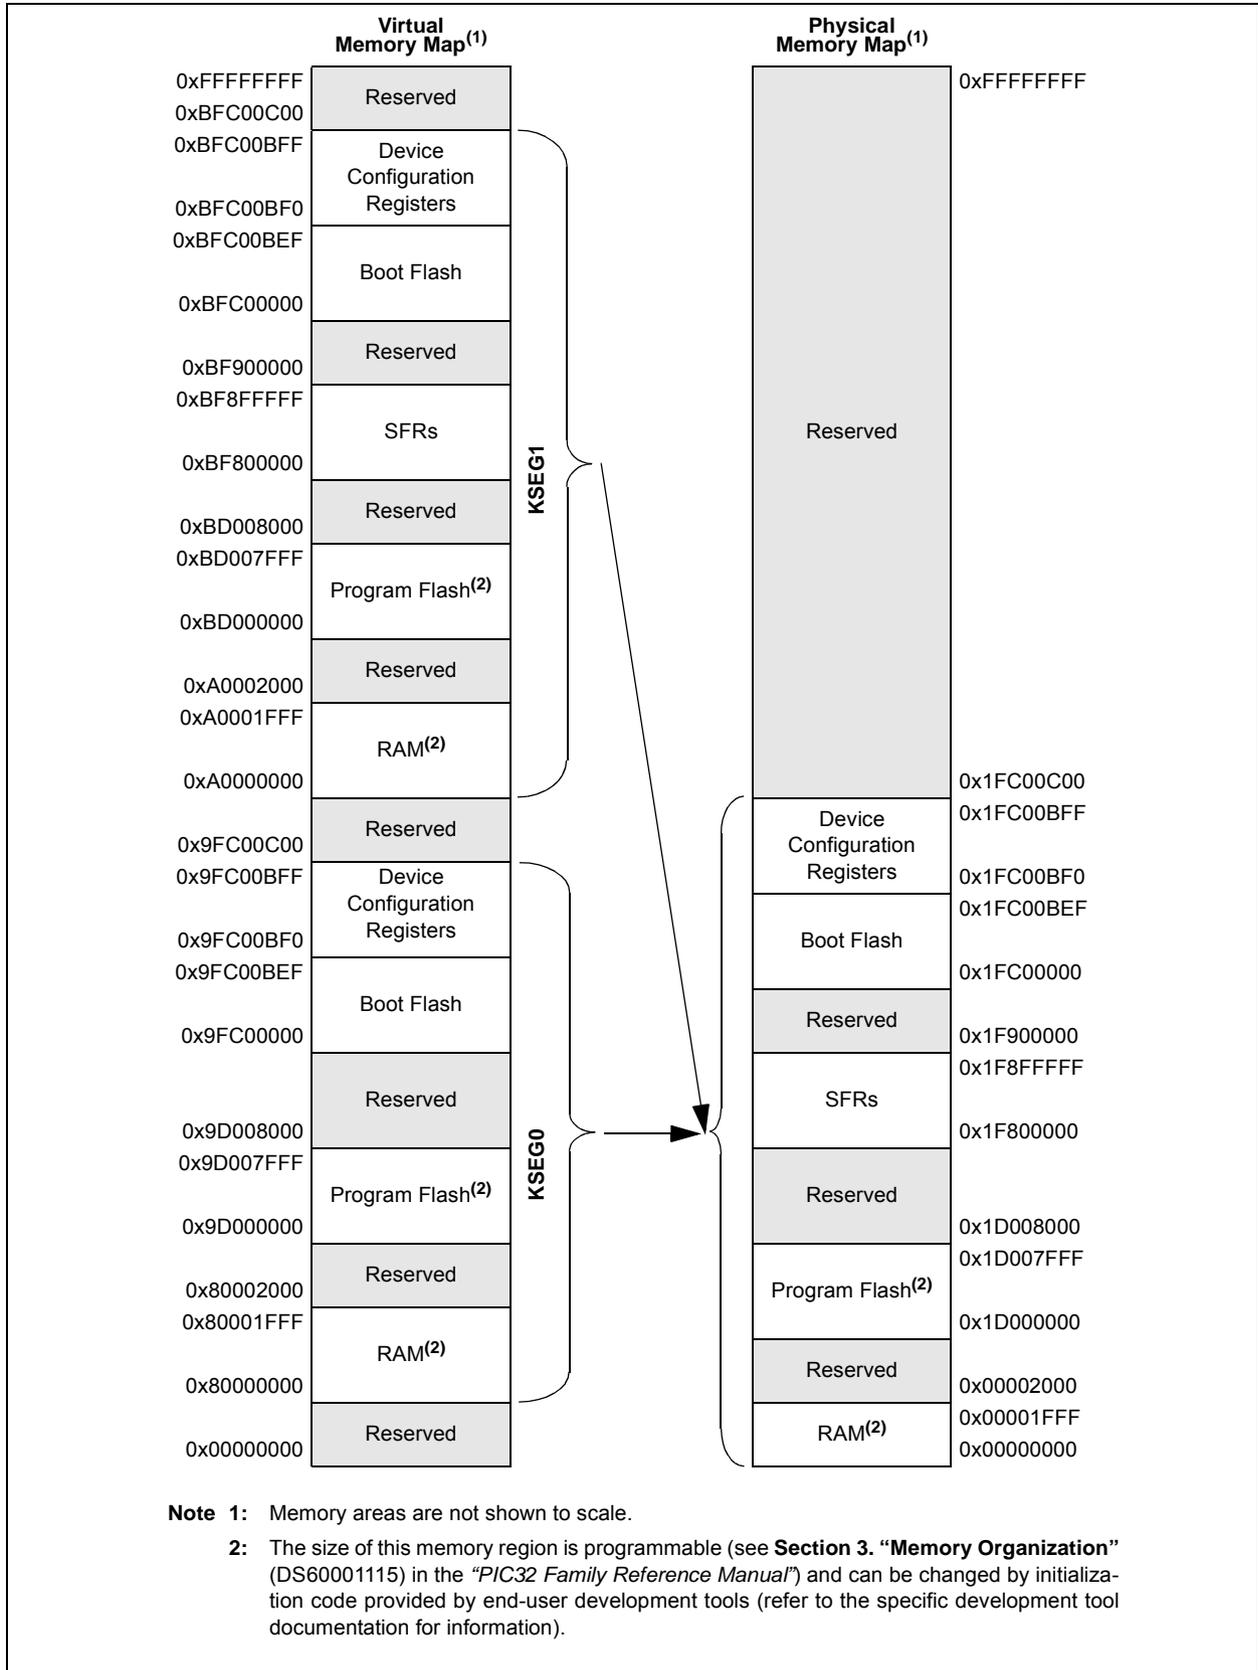 Virtual
Memory Map(1)
0xFFFFFFFF
Reserved
0xBFC00C00
0xBFC00BFF
Device
Configuration
Registers
0xBFC00BF0
0xBFC00BEF
Boot Flash
0xBFC00000
Reserved
0xBF900000
0xBF8FFFFF
SFRs
0xBF800000
Reserved
0xBD008000
0xBD007FFF
Program Flash(2)
0xBD000000
Reserved
0xA0002000
0xA0001FFF
RAM(2)
0xA0000000
KSEG1
Reserved
0x9FC00C00
0x9FC00BFF
Device
Configuration
Registers
0x9FC00BF0
0x9FC00BEF
Boot Flash
0x9FC00000
Reserved
0x9D008000
0x9D007FFF
Program Flash(2)
0x9D000000
Reserved
0x80002000
0x80001FFF
RAM(2)
0x80000000
KSEG0
Reserved
0x00000000
Physical
Memory Map(1)
0xFFFFFFFF
Reserved
0x1FC00C00
0x1FC00BFF
Device
Configuration
Registers
0x1FC00BF0
0x1FC00BEF
Boot Flash
0x1FC00000
Reserved
0x1F900000
0x1F8FFFFF
SFRs
0x1F800000
Reserved
0x1D008000
0x1D007FFF
Program Flash(2)
0x1D000000
Reserved
0x00002000
0x00001FFF
RAM(2)
0x00000000
Note 1: Memory areas are not shown to scale.
2: The size of this memory region is programmable (see Section 3. “Memory Organization”
(DS60001115) in the “PIC32 Family Reference Manual”) and can be changed by initializa-
tion code provided by end-user development tools (refer to the specific development tool
documentation for information).